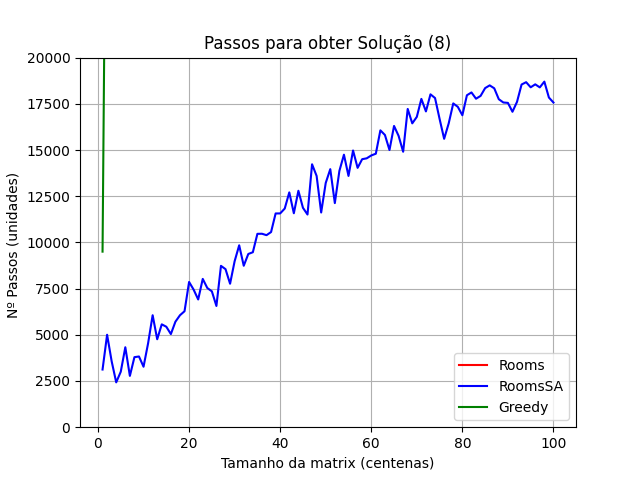 Passos para obter Solução (8)
20000
17500
15000
12500
10000
7500
5000
2500
0
Nº Passos (unidades)
Rooms
RoomsSA
Greedy
0 20 40 60 80 100
Tamanho da matrix (centenas)